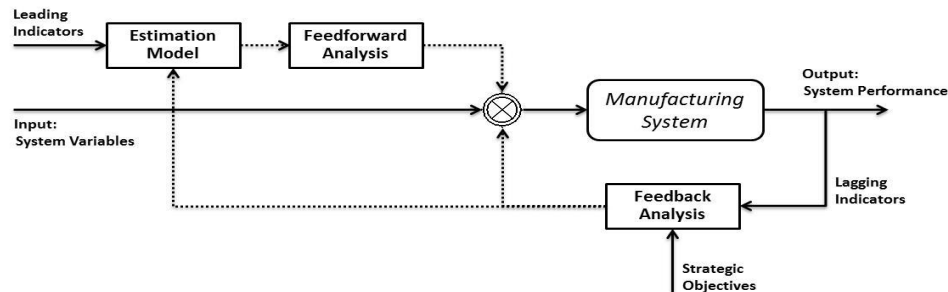 Leading
Indicators
Estimation
Model
Feedforward
Analysis
Input:
System Variables
Manufacturing
System
Output:
System Performance
Lagging
Indicators
Feedback
Analysis
Strategic
Objectives